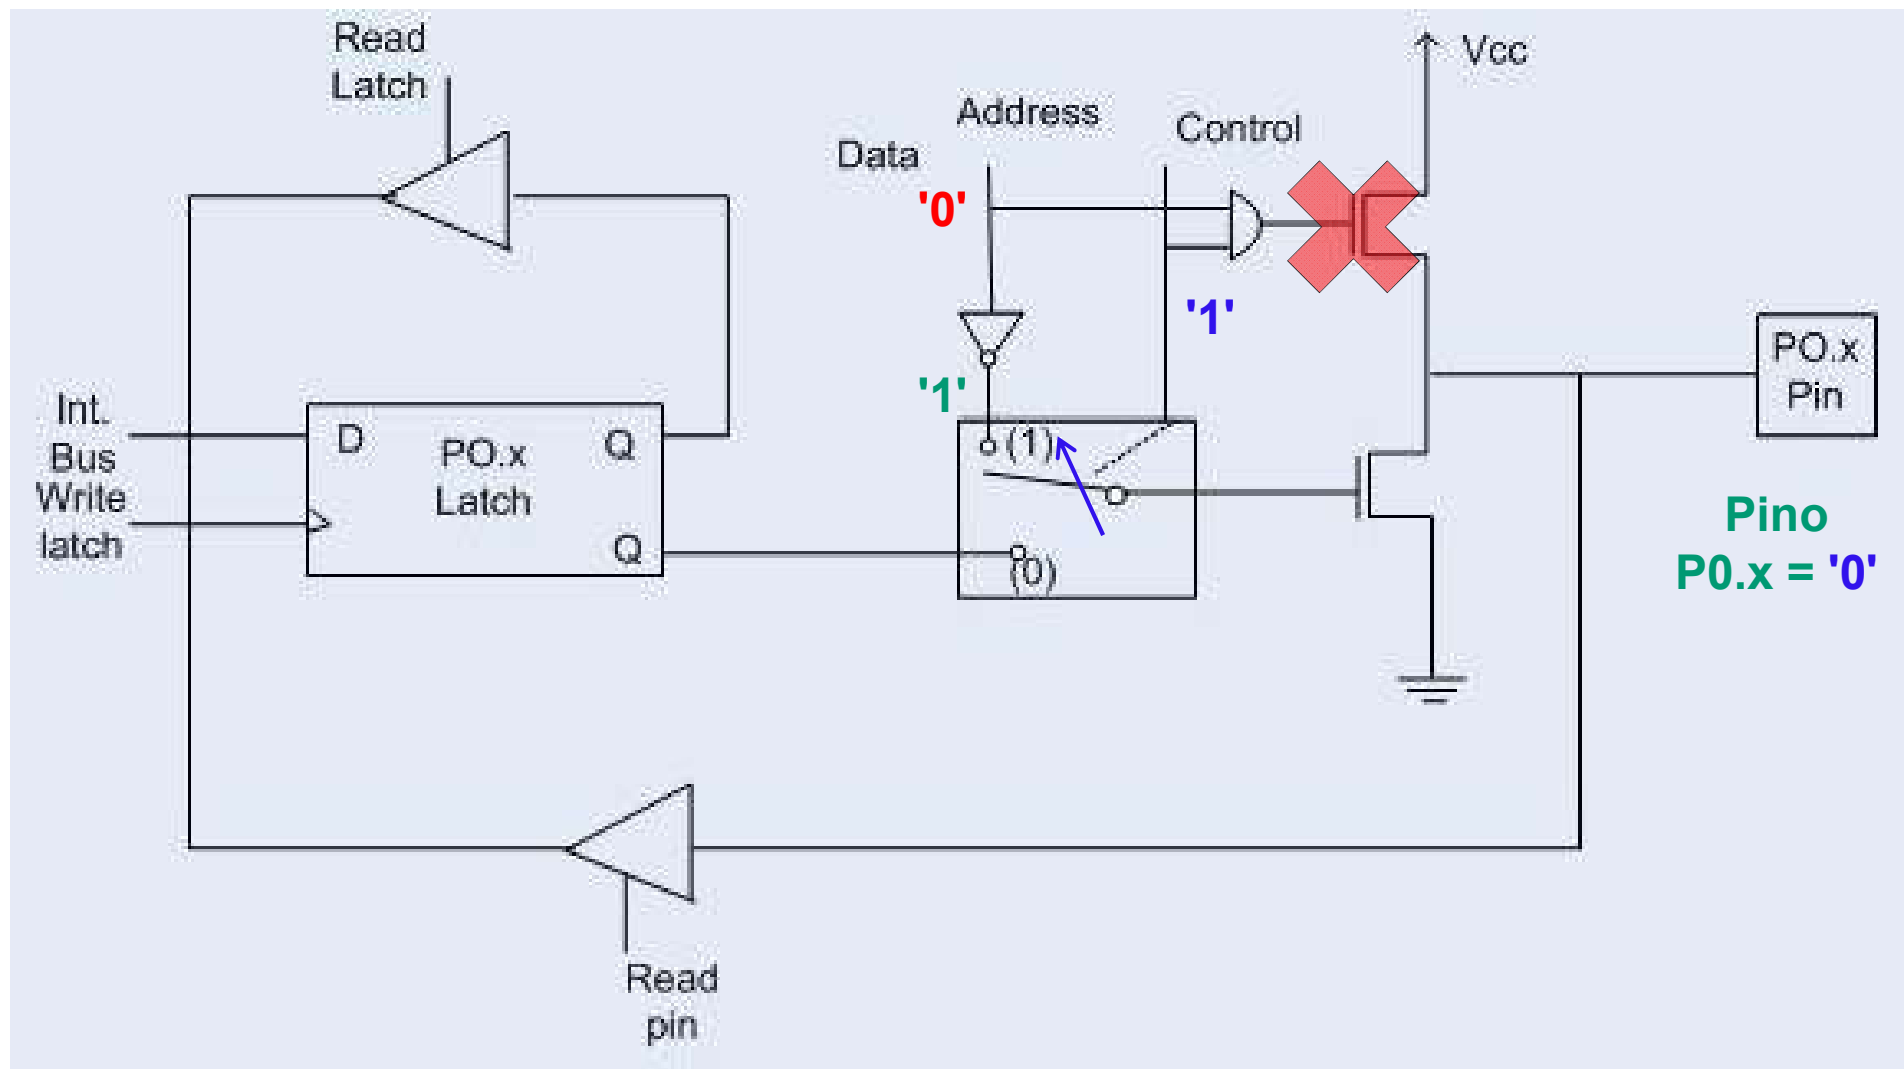 Read
Latch
Vcc
Address
Control
Data
'0'
'1'
'1'
PO.x
Pin
Int.
Bus
Write
latch
D
PO.x
Latch
Q
Q
(1)
(0)
Pino
P0.x = '0'
Read
pin